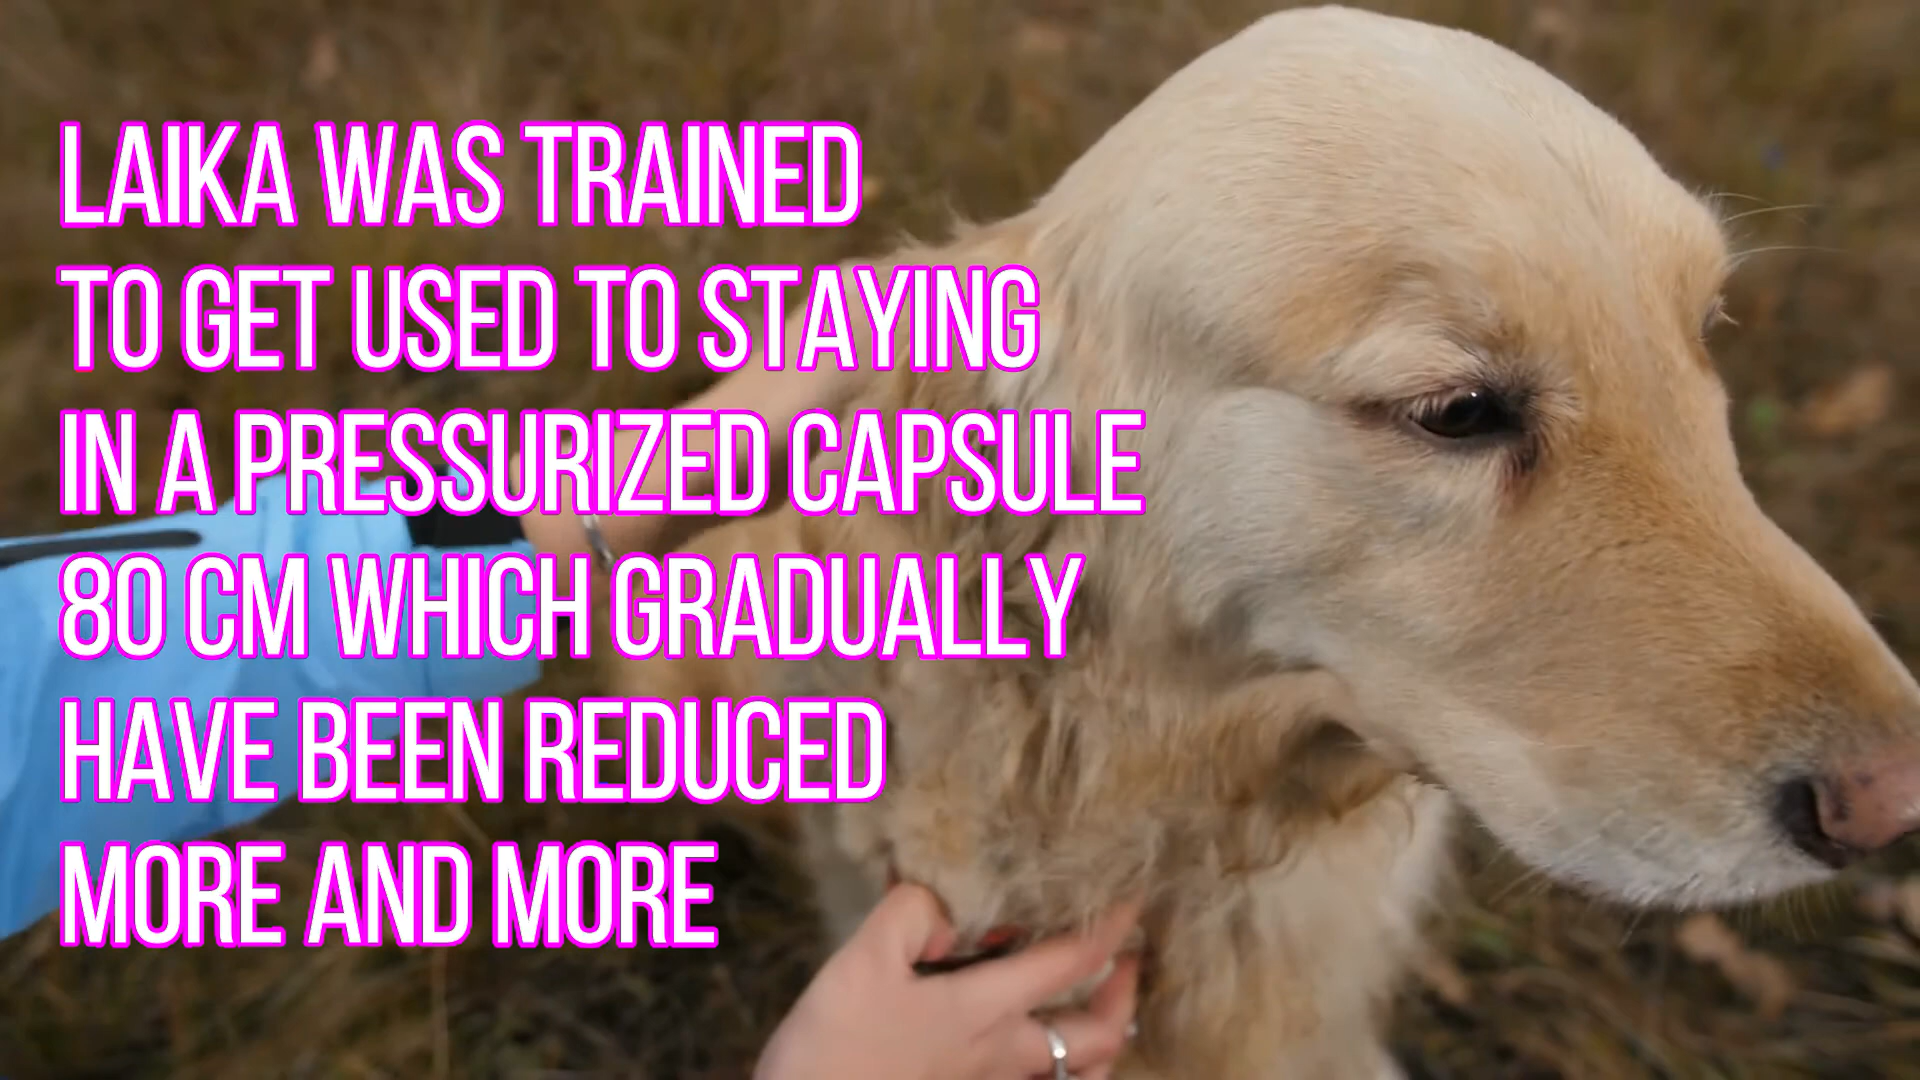 LAIKA WAS TRAINED
TO GET USED TO STAYING
IN A PRESSURIZED CAPSULE
80 CM WHICH GRADUALLY
HAVE BEEN REDUCED
MORE AND MORE